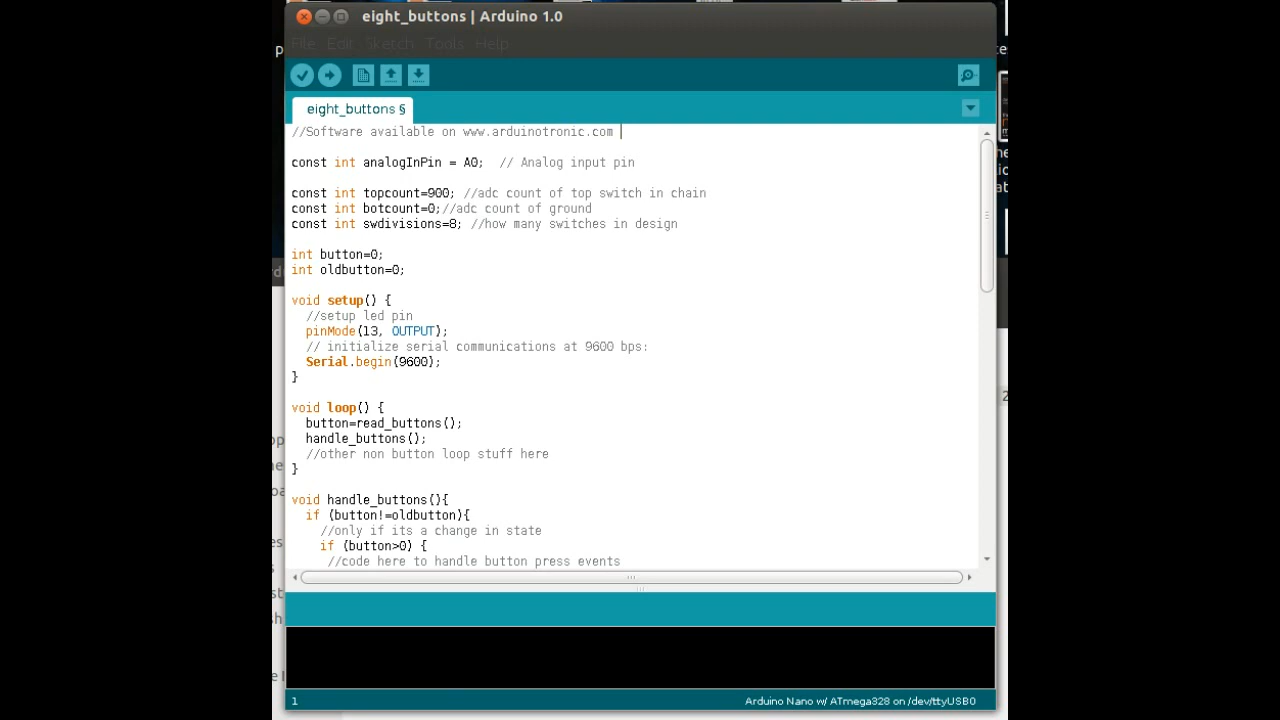 eight_buttons | Arduino 1.0
File Edit Sketch Tools Help
eight_buttons §
//Software available on www.arduinotronic.com
const int analogInPin = A0;  // Analog input pin
const int topcount=900; //adc count of top switch in chain
const int botcount=0;//adc count of ground
const int swdivisions=8; //how many switches in design
int button=0;
int oldbutton=0;
void setup() {
  //setup led pin
  pinMode(13, OUTPUT);
  // initialize serial communications at 9600 bps:
  Serial.begin(9600);
}
void loop() {
  button=read_buttons();
  handle_buttons();
  //other non button loop stuff here
}
void handle_buttons(){
  if (button!=oldbutton){
    //only if its a change in state
    if (button>0) {
     //code here to handle button press events
1
Arduino Nano w/ ATmega328 on /dev/ttyUSB0